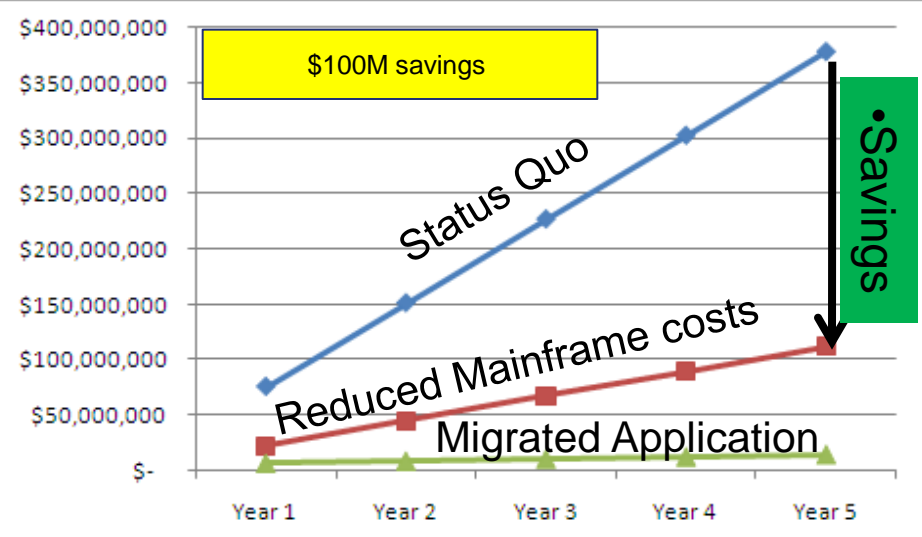 $400,000,000
$350,000,000
$300,000,000
$250,000,000
$200,000,000
$150,000,000
$100,000,000
$50,000,000
$-
$100M savings
Status Quo
Reduced Mainframe costs
Migrated Application
•Savings
Year 1 Year 2 Year 3 Year 4 Year 5